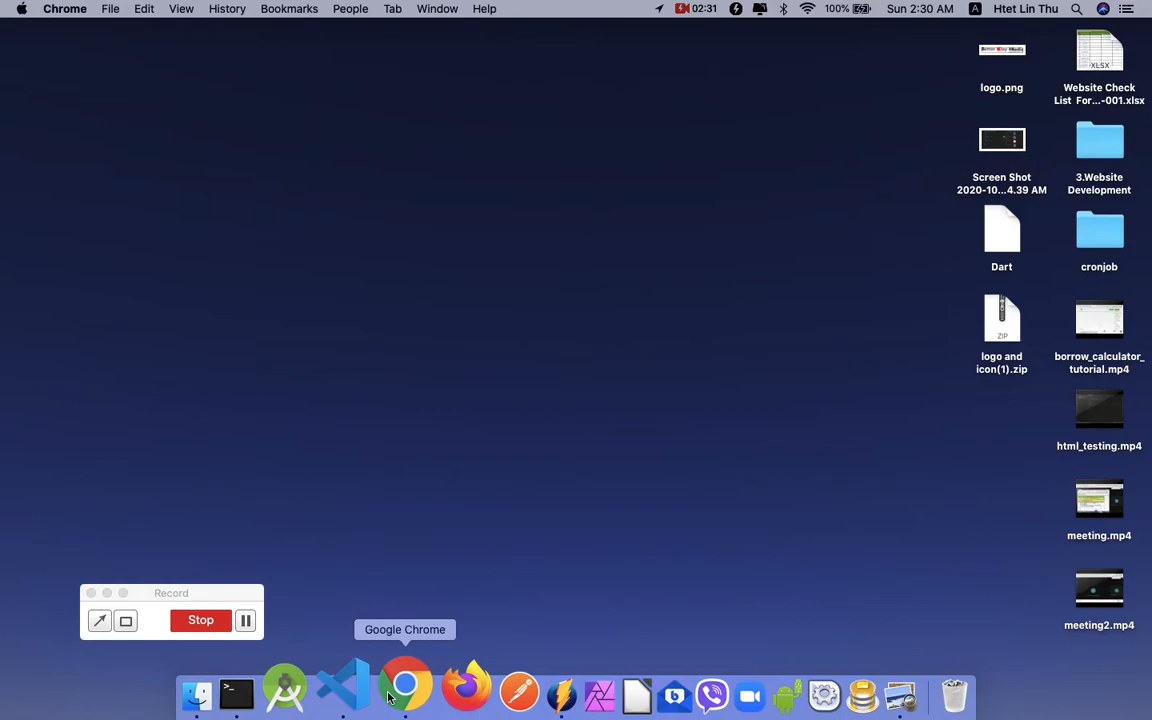 Chrome File Edit View History Bookmarks People Tab Window Help 02:31 100% Sun 2:30 AM A Htet Lin Thu
logo.png
Website Check
List For...-001.xlsx
XLSX
Screen Shot
2020-10...4.39 AM
3.Website
Development
Dart
cronjob
ZIP
logo and
icon(1).zip
borrow_calculator_
tutorial.mp4
html_testing.mp4
meeting.mp4
meeting2.mp4
Record
Stop
Google Chrome
>_